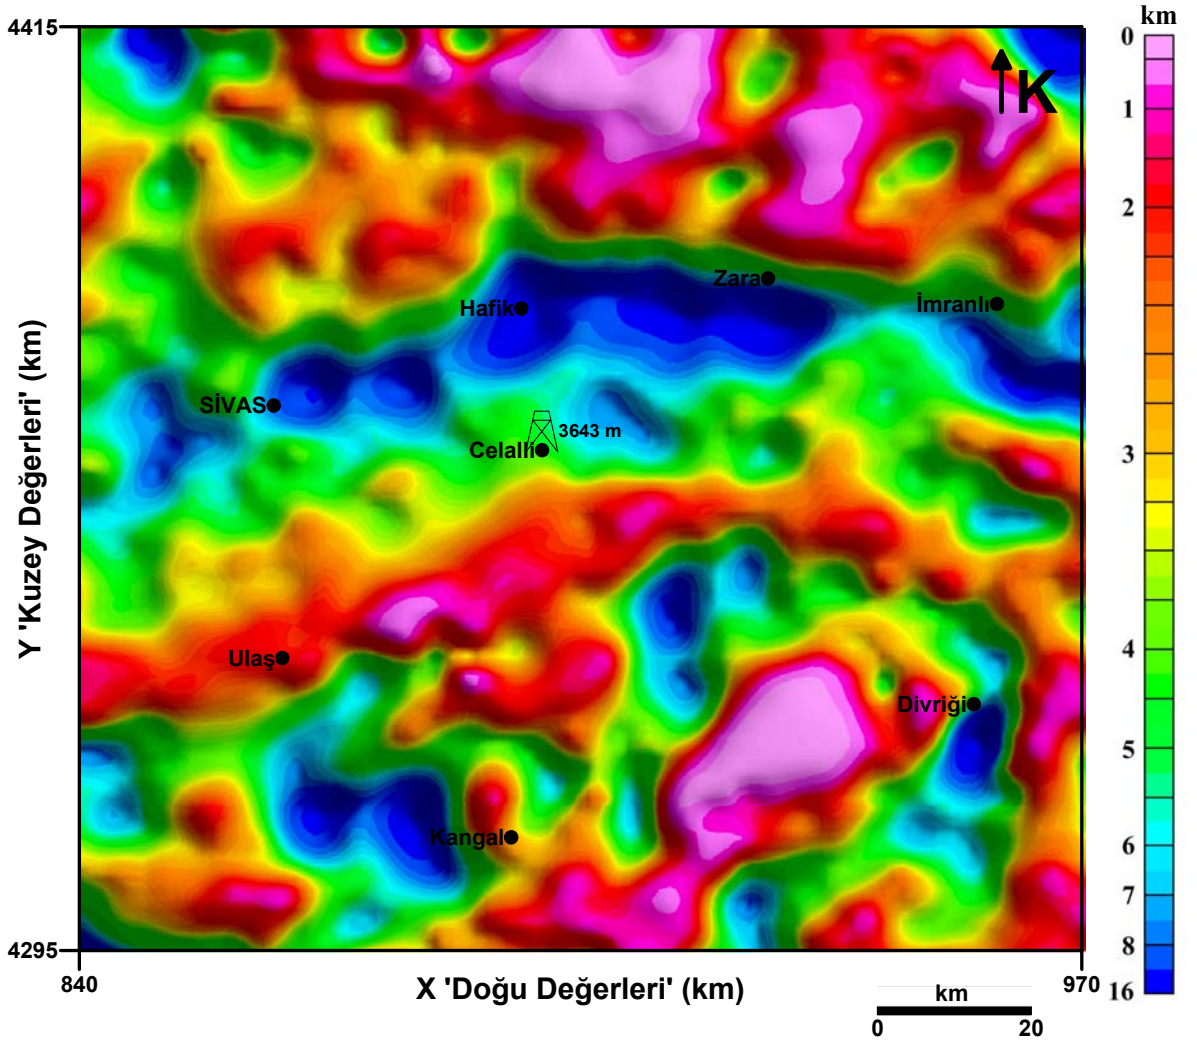 km
4415
0
K
1
2
Zara
İmranlı
Hafik
SİVAS
3643 m
Celalli
3
Y 'Kuzey Değerleri' (km)
Ulaş
4
Divriği
5
Kangal
6
7
8
4295
16
840
X 'Doğu Değerleri' (km)
970
km
0 20